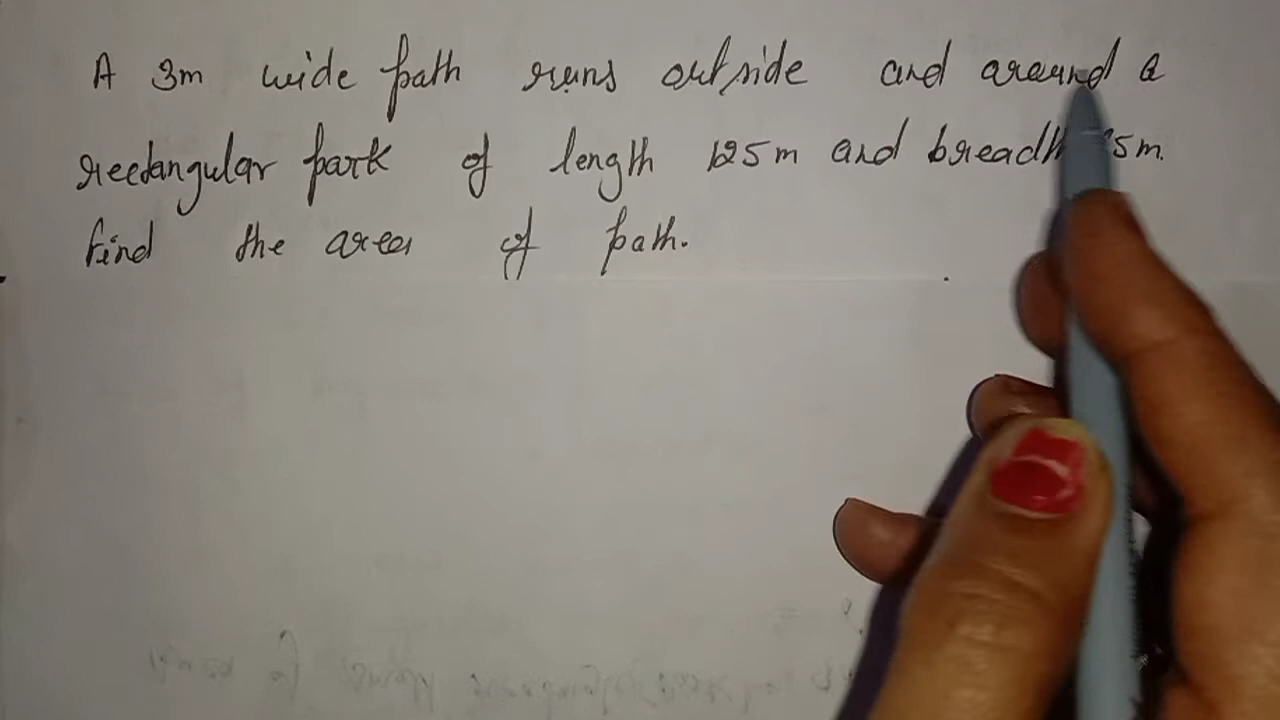 A 3m wide path runs outside and around a
rectangular park of length 125m and breadth 5m.
find the area of path.